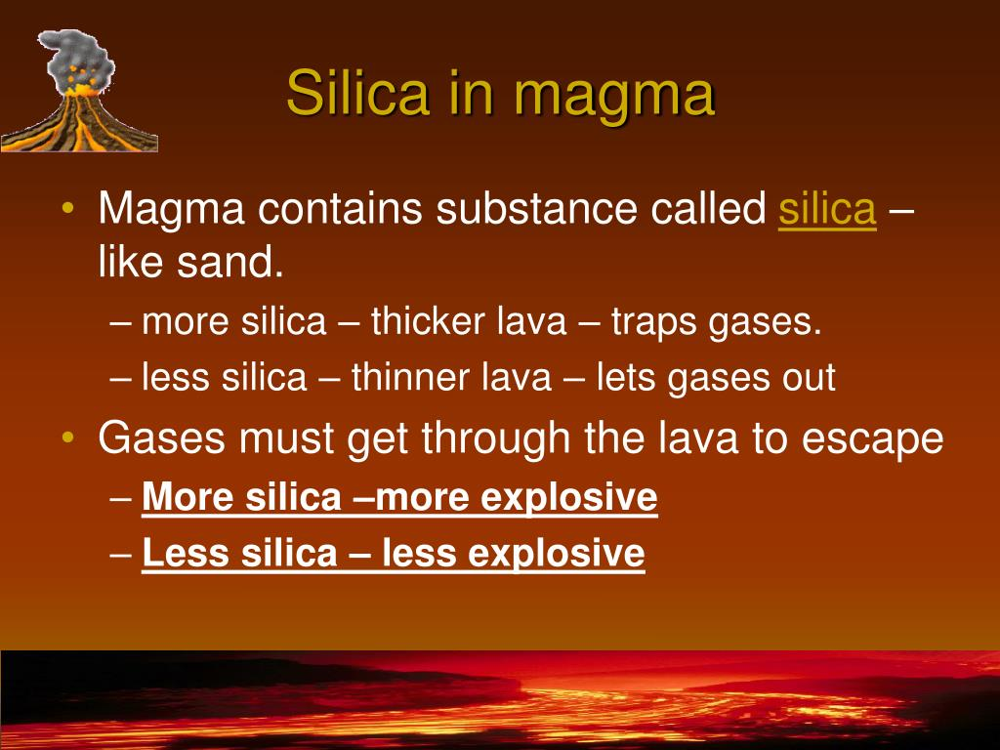 Silica in magma
• Magma contains substance called silica –
like sand.
– more silica – thicker lava – traps gases.
– less silica – thinner lava – lets gases out
• Gases must get through the lava to escape
– More silica –more explosive
– Less silica – less explosive